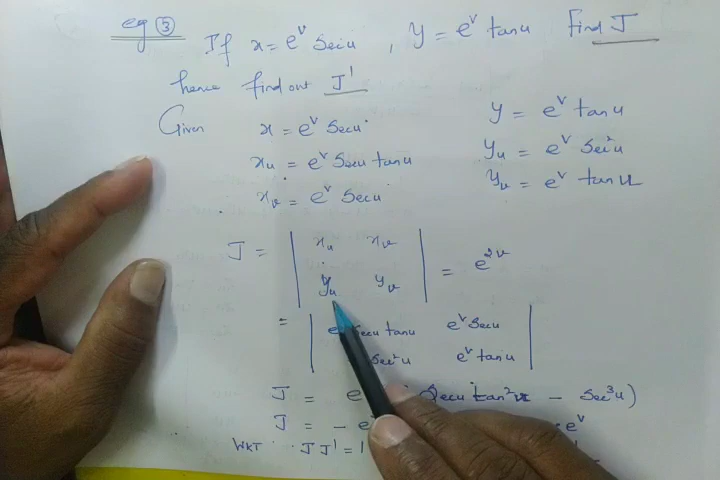 eg ③ If x = e^v secu , y = e^v tanu Find J
hence find out J'
Given x = e^v secu y = e^v tanu
x_u = e^v secu tanu y_u = e^v sec²u
x_v = e^v secu y_v = e^v tanu
J = | x_u x_v |
| y_u y_v | = e^2v
= | e secu tanu e^v secu |
| sec²u e^v tanu |
J = e (secu tan²u - sec³u)
J = - e e^v
WKT JJ' = 1